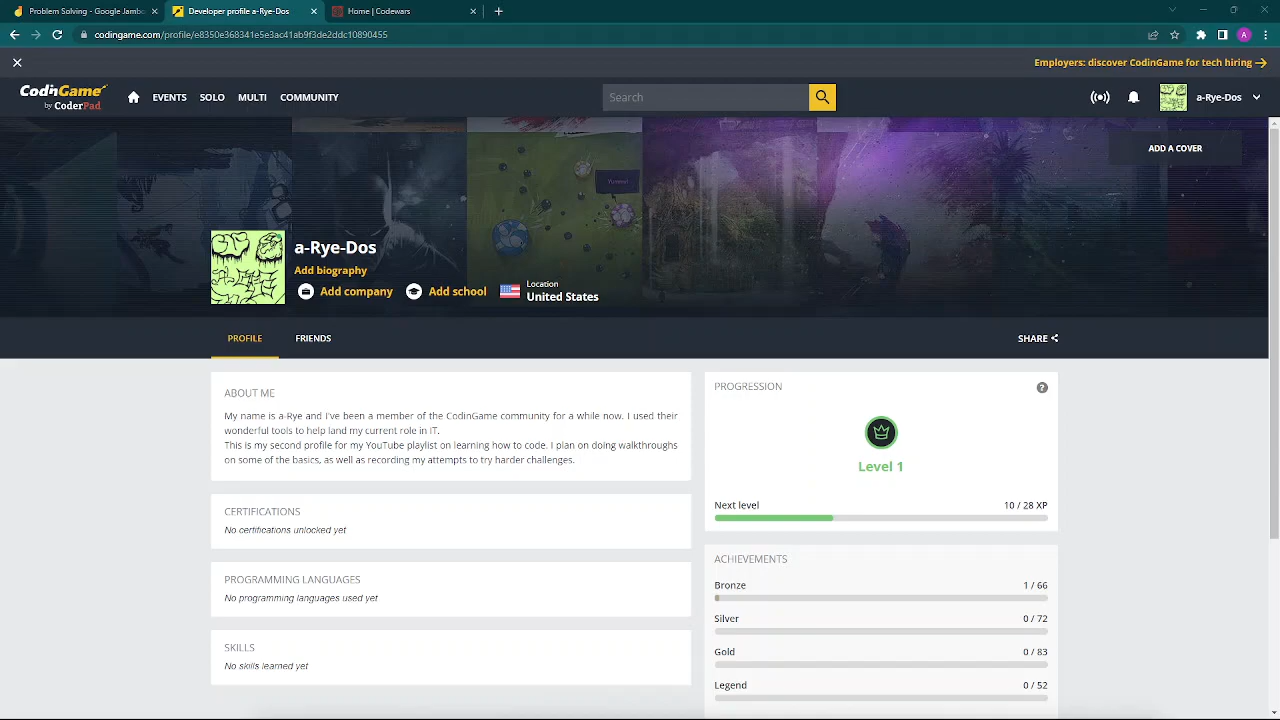 Problem Solving - Google Jambo
Developer profile a-Rye-Dos
Home | Codewars
codingame.com/profile/e8350e368341e5e3ac41ab9f3de2ddc10890455
A
Employers: discover CodinGame for tech hiring
CodinGame
by CoderPad
EVENTS
SOLO
MULTI
COMMUNITY
Search
a-Rye-Dos
ADD A COVER
Yummy!
a-Rye-Dos
Add biography
Add company
Add school
Location
United States
PROFILE
FRIENDS
SHARE
ABOUT ME
My name is a-Rye and I've been a member of the CodinGame community for a while now. I used their
wonderful tools to help land my current role in IT.
This is my second profile for my YouTube playlist on learning how to code. I plan on doing walkthroughs
on some of the basics, as well as recording my attempts to try harder challenges.
CERTIFICATIONS
No certifications unlocked yet
PROGRAMMING LANGUAGES
No programming languages used yet
SKILLS
No skills learned yet
PROGRESSION
?
Level 1
Next level
10 / 28 XP
ACHIEVEMENTS
Bronze
1 / 66
Silver
0 / 72
Gold
0 / 83
Legend
0 / 52